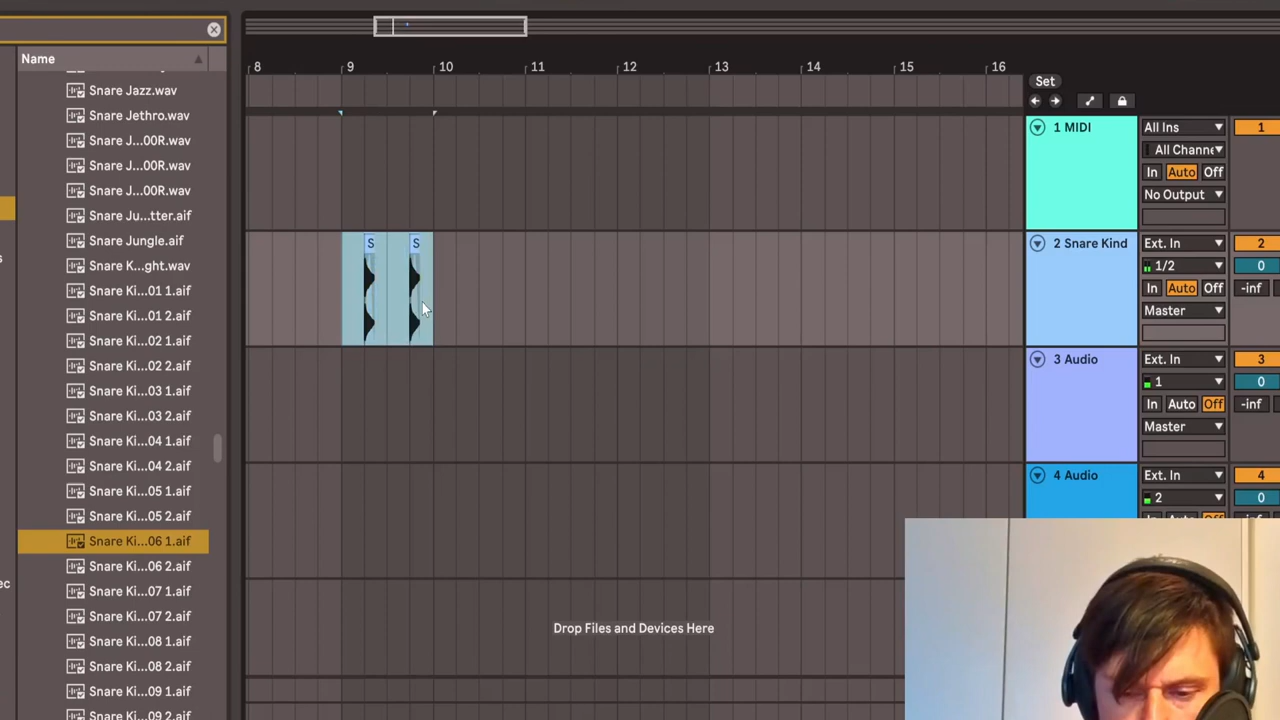 Name
Snare Jazz.wav
Snare Jethro.wav
Snare J...00R.wav
Snare J...00R.wav
Snare J...00R.wav
Snare Ju...tter.aif
Snare Jungle.aif
Snare K...ght.wav
Snare Ki...01 1.aif
Snare Ki...01 2.aif
Snare Ki...02 1.aif
Snare Ki...02 2.aif
Snare Ki...03 1.aif
Snare Ki...03 2.aif
Snare Ki...04 1.aif
Snare Ki...04 2.aif
Snare Ki...05 1.aif
Snare Ki...05 2.aif
Snare Ki...06 1.aif
Snare Ki...06 2.aif
Snare Ki...07 1.aif
Snare Ki...07 2.aif
Snare Ki...08 1.aif
Snare Ki...08 2.aif
Snare Ki...09 1.aif
Snare Ki...09 2.aif
ec
8 9 10 11 12 13 14 15 16
S S
Drop Files and Devices Here
Set
1 MIDI All Ins 1
All Channe
In Auto Off
No Output
2 Snare Kind Ext. In 2
1/2 0
In Auto Off -inf
Master
3 Audio Ext. In 3
1 0
In Auto Off -inf
Master
4 Audio Ext. In 4
2 0